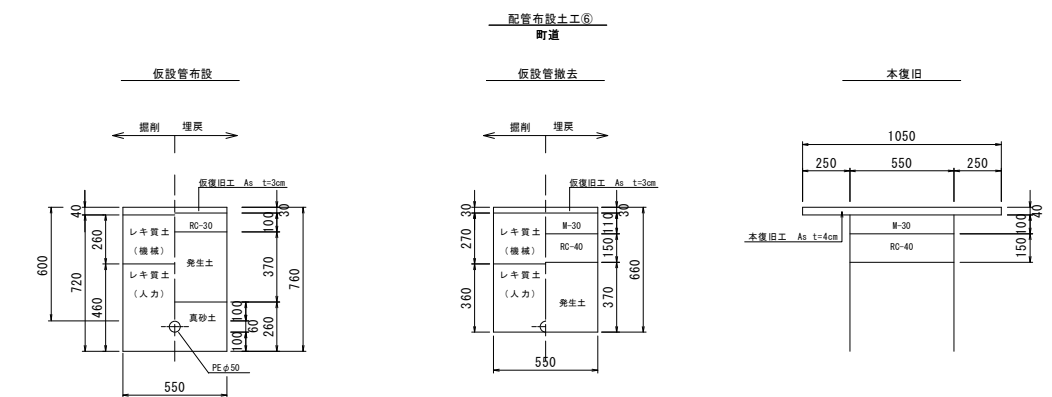 配管布設土工⑥
町道
仮設管布設
掘削 埋戻
仮復旧工 As t=3cm
40
30
100
RC-30
レキ質土
(機械)
260
発生土
370
600
720
760
レキ質土
(人力)
460
100
真砂土
60
260
100
PEφ50
550
仮設管撤去
掘削 埋戻
仮復旧工 As t=3cm
30
30
110
M-30
レキ質土
(機械)
270
RC-40
150
660
レキ質土
(人力)
360
発生土
370
550
本復旧
1050
250 550 250
40
M-30
100
本復旧工 As t=4cm
RC-40
150